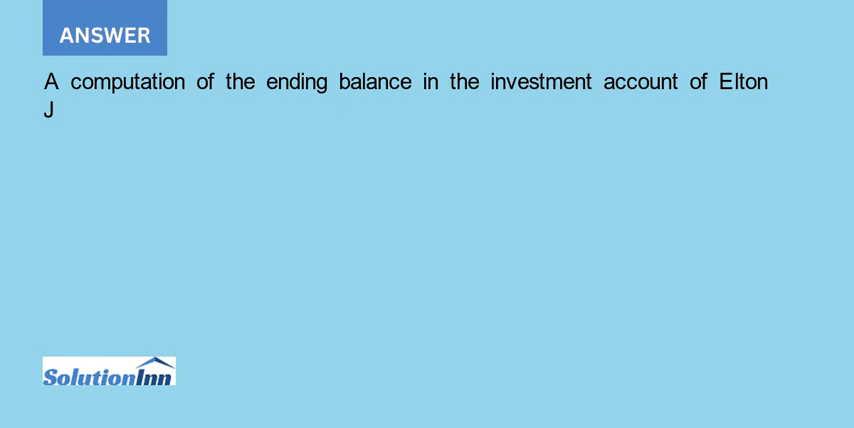 ANSWER
A computation of the ending balance in the investment account of Elton
J
SolutionInn